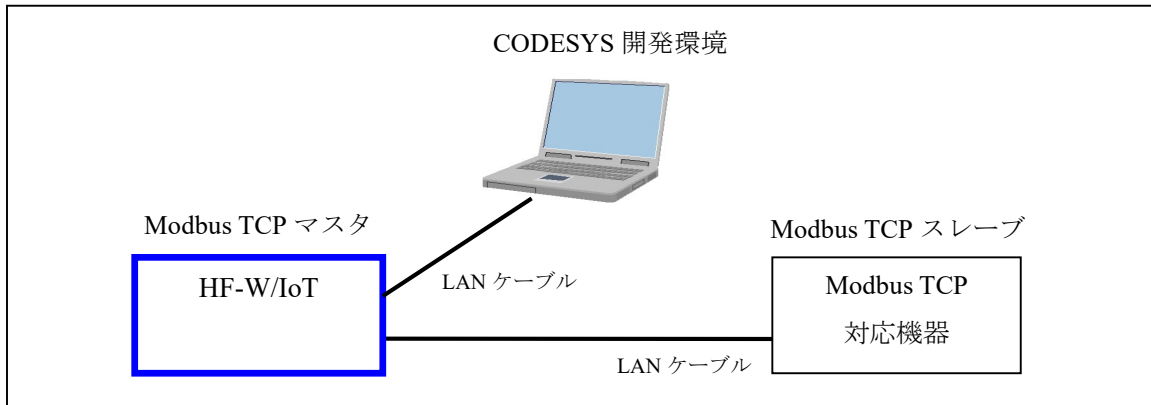 CODESYS 開発環境
Modbus TCP マスタ
HF-W/IoT
LAN ケーブル
Modbus TCP スレーブ
Modbus TCP
対応機器
LAN ケーブル